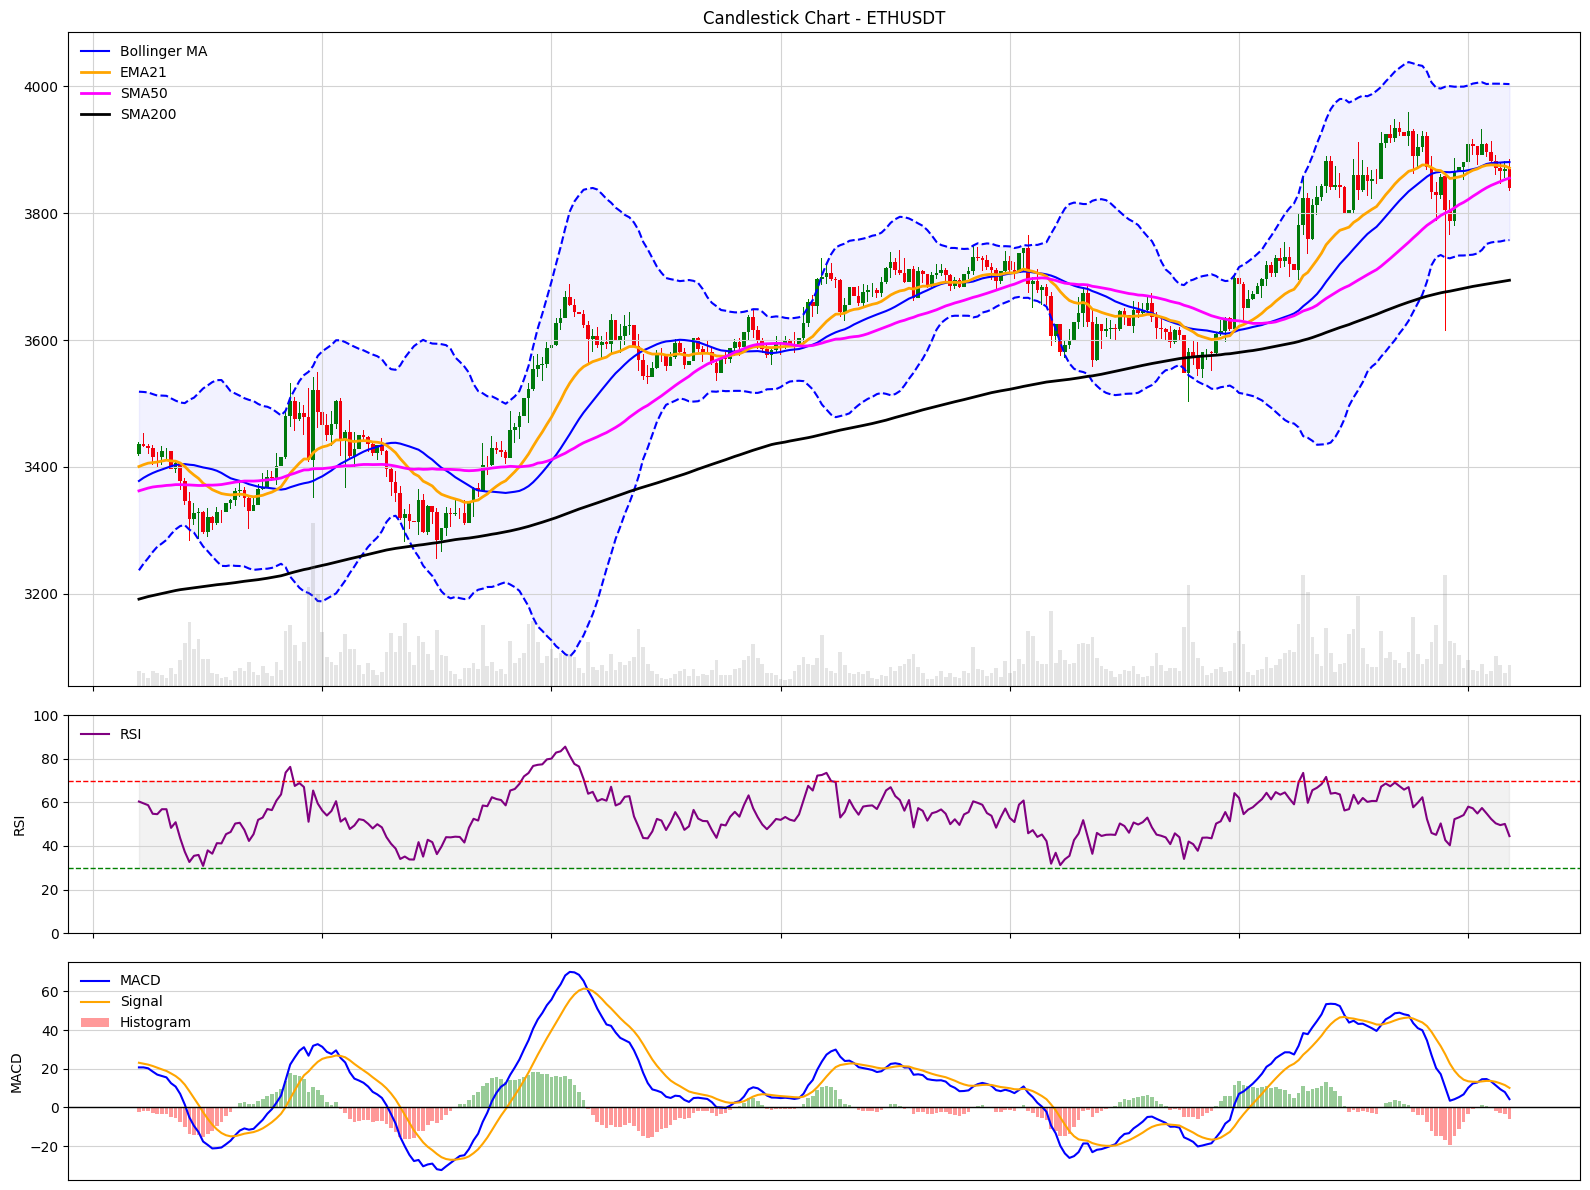 Candlestick Chart - ETHUSDT
Bollinger MA
EMA21
SMA50
SMA200
4000
3800
3600
3400
3200
RSI
100
80
60
40
20
0
RSI
MACD
Signal
Histogram
60
40
20
0
−20
MACD